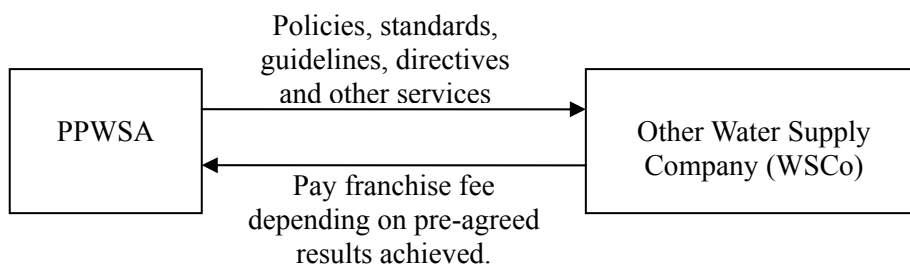 Policies, standards,
guidelines, directives
and other services
PPWSA
Other Water Supply
Company (WSCo)
Pay franchise fee
depending on pre-agreed
results achieved.